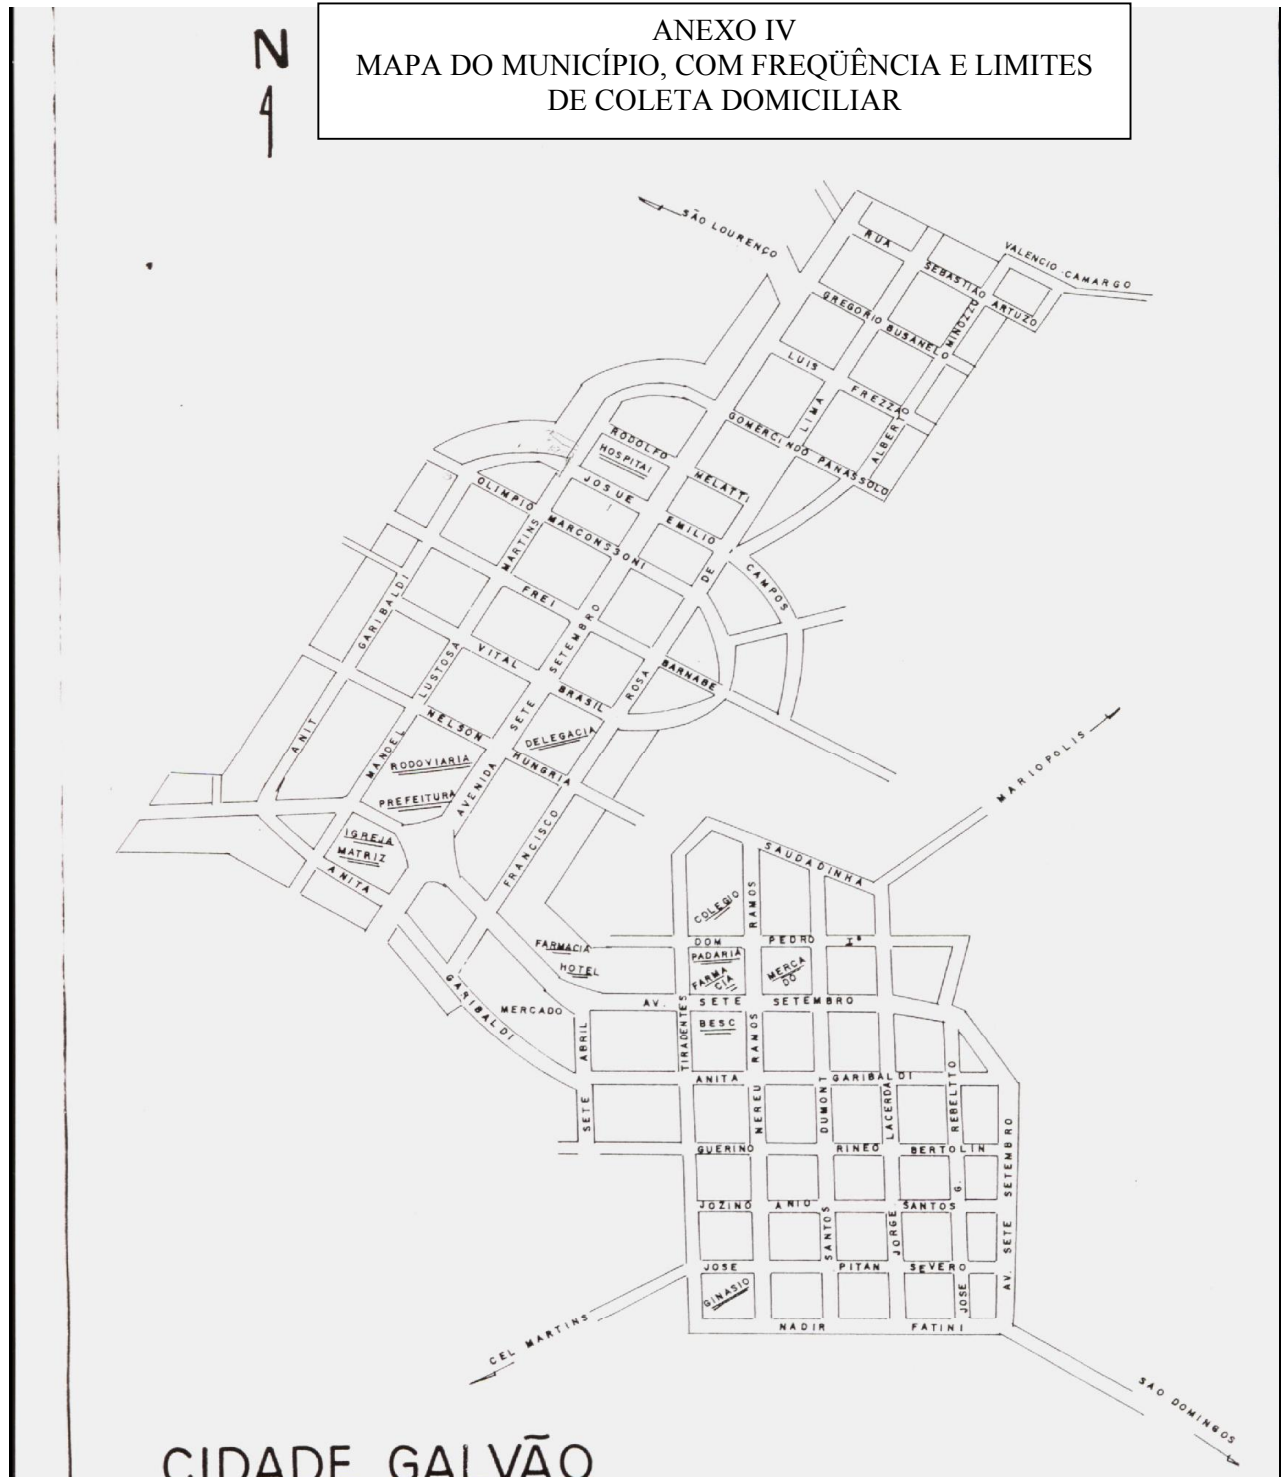 N
ANEXO IV
MAPA DO MUNICÍPIO, COM FREQÜÊNCIA E LIMITES
DE COLETA DOMICILIAR
SÃO LOURENÇO
RUA
SEBASTIÃO ARTUZO
VALENCIO CAMARGO
GREGORIO BUSANELO
MINOZZO
LUIS FREZZA
LIMA
ALBERTO
GOMERCINDO PANASSOLO
RODOLFO MELATTI
HOSPITAL
JOSUE EMILIO
OLIMPIO MARCONSSONI
MARTINS
DE
CAMPOS
FREI
GARIBALDI
SETEMBRO
VITAL BRASIL
BARNABE
LUSTOSA
ROSA
NELSON HUNGRIA
SETE
DELEGACIA
ANIT
MANOEL
RODOVIARIA
PREFEITURA
AVENIDA
MARIOPOLIS
IGREJA
MATRIZ
FRANCISCO
ANITA
SAUDADINHA
COLEGIO
RAMOS
FARMACIA
HOTEL
DOM PEDRO Iº
PADARIA
FARMA
CIA
MERCA
DO
GARIBALDI
MERCADO
AV. SETE SETEMBRO
TIRADENTES
BESC
RAMOS
ABRIL
ANITA GARIBALDI
SETE
NEREU
DUMONT
LACERDA
REBELTTO
GUERINO RINEO BERTOLIN
SETEMBRO
G.
JOZINO ANIO SANTOS
SANTOS
JORGE
SETE
JOSE PITAN SEVERO
GINASIO
JOSE
AV.
NADIR FATINI
CEL MARTINS
SAO DOMINGOS
CIDADE GALVÃO